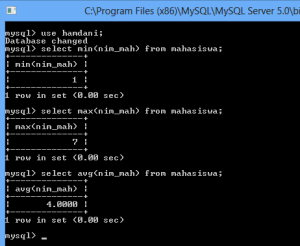 C:\Program Files (x86)\MySQL\MySQL Server 5.0\b
mysql> use hamdani;
Database changed
mysql> select min(nim_mah) from mahasiswa;
+--------------+
| min(nim_mah) |
+--------------+
|            1 |
+--------------+
1 row in set (0.00 sec)
mysql> select max(nim_mah) from mahasiswa;
+--------------+
| max(nim_mah) |
+--------------+
|            7 |
+--------------+
1 row in set (0.00 sec)
mysql> select avg(nim_mah) from mahasiswa;
+--------------+
| avg(nim_mah) |
+--------------+
|       4.0000 |
+--------------+
1 row in set (0.00 sec)
mysql> _